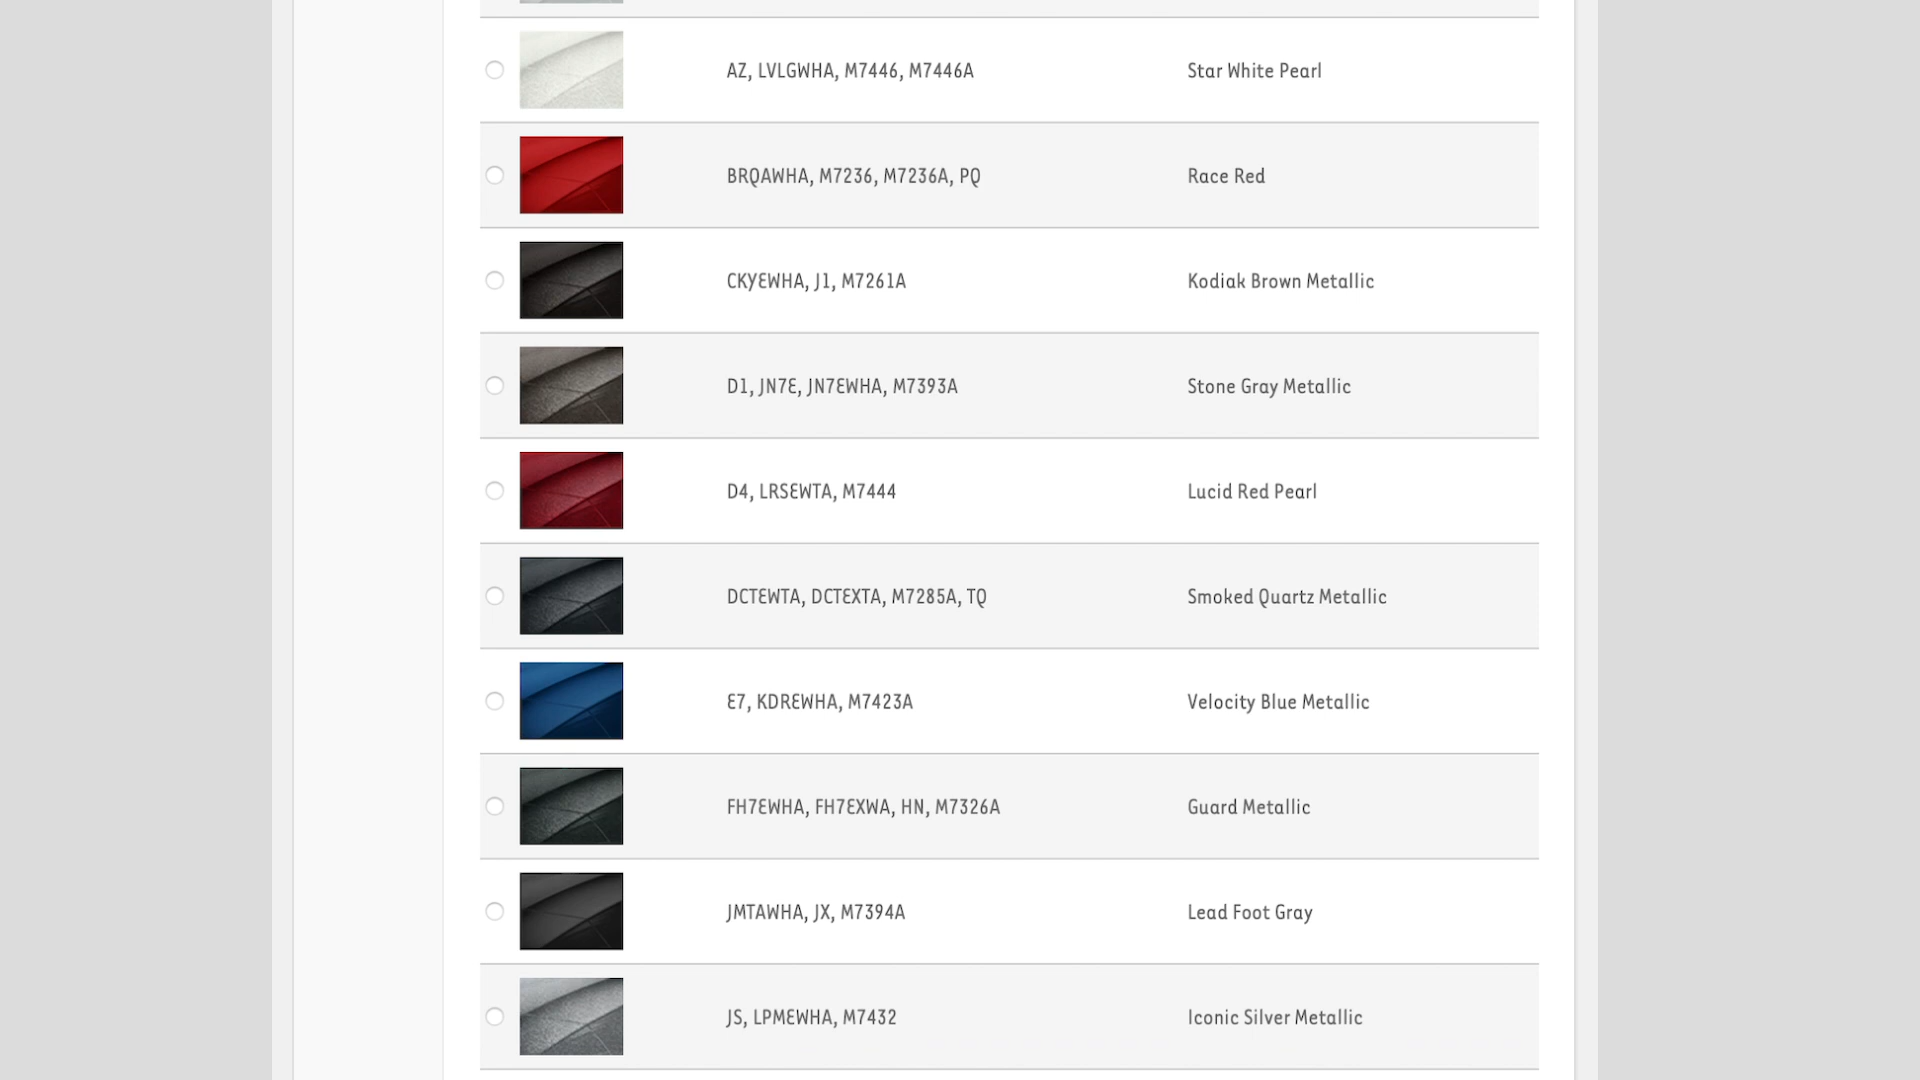 AZ, LVLGWHA, M7446, M7446A Star White Pearl
BRQAWHA, M7236, M7236A, PQ Race Red
CKYEWHA, J1, M7261A Kodiak Brown Metallic
D1, JN7E, JN7EWHA, M7393A Stone Gray Metallic
D4, LRSEWTA, M7444 Lucid Red Pearl
DCTEWTA, DCTEXTA, M7285A, TQ Smoked Quartz Metallic
E7, KDREWHA, M7423A Velocity Blue Metallic
FH7EWHA, FH7EXWA, HN, M7326A Guard Metallic
JMTAWHA, JX, M7394A Lead Foot Gray
JS, LPMEWHA, M7432 Iconic Silver Metallic